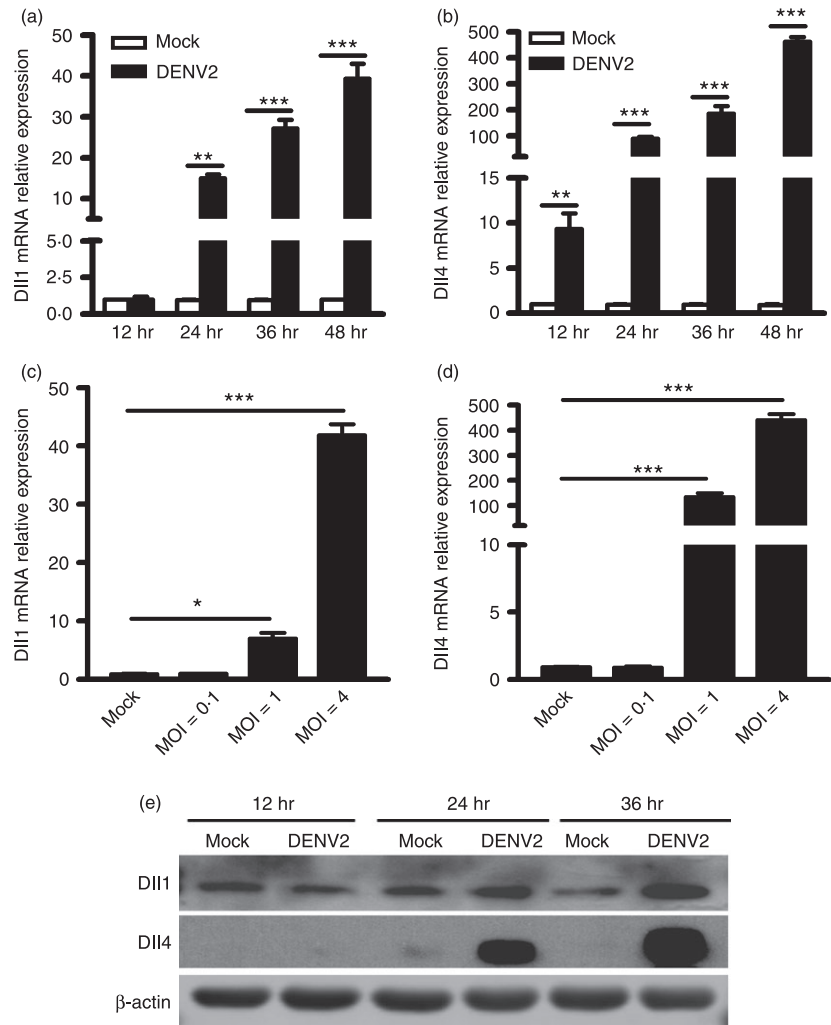 (a)
Dll1 mRNA relative expression
50
40
30
20
10
5·0
2·5
0·0
Mock
DENV2
**
***
***
12 hr 24 hr 36 hr 48 hr
(b)
Dll4 mRNA relative expression
500
400
300
200
100
15
10
5
0
Mock
DENV2
**
***
***
***
12 hr 24 hr 36 hr 48 hr
(c)
Dll1 mRNA relative expression
50
40
30
20
10
0
***
*
Mock MOI = 0·1 MOI = 1 MOI = 4
(d)
Dll4 mRNA relative expression
500
400
300
200
100
10
5
0
***
***
Mock MOI = 0·1 MOI = 1 MOI = 4
(e)
12 hr 24 hr 36 hr
Mock DENV2 Mock DENV2 Mock DENV2
Dll1
Dll4
β-actin